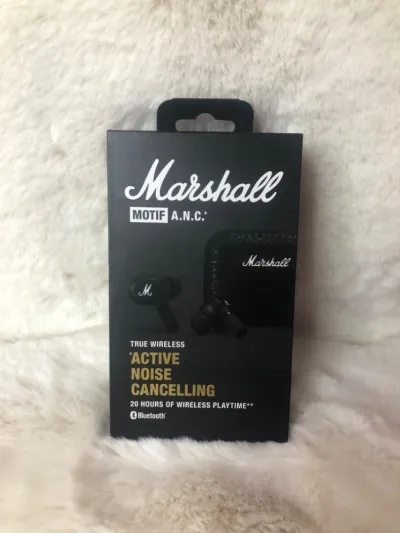 Marshall
MOTIF A.N.C.*
Marshall
M
TRUE WIRELESS
*ACTIVE
NOISE
CANCELLING
20 HOURS OF WIRELESS PLAYTIME**
Bluetooth®